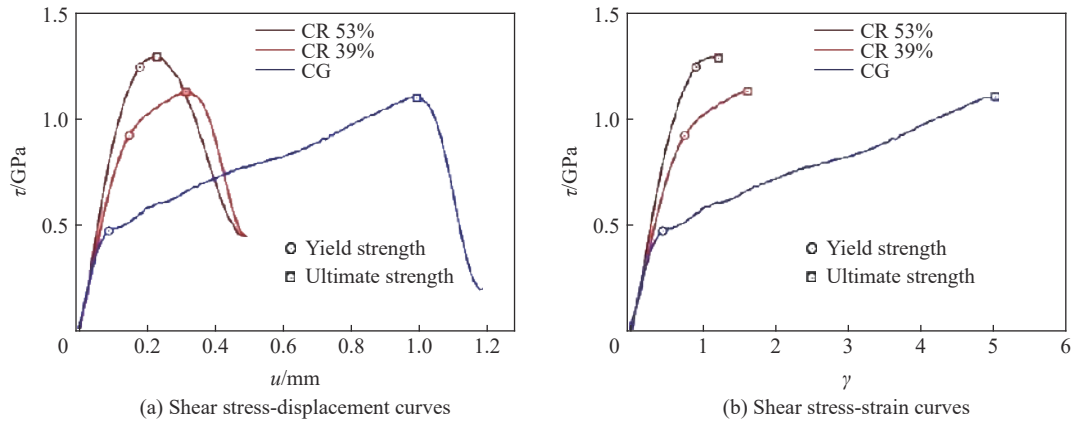 1.5
1.0
0.5
0
τ/GPa
CR 53%
CR 39%
CG
Yield strength
Ultimate strength
0.2
0.4
0.6
0.8
1.0
1.2
u/mm
(a) Shear stress-displacement curves
1.5
1.0
0.5
0
τ/GPa
CR 53%
CR 39%
CG
Yield strength
Ultimate strength
1
2
3
4
5
6
γ
(b) Shear stress-strain curves